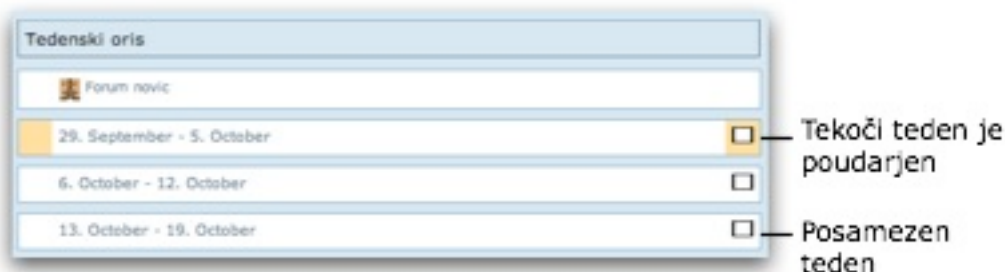 Tedenski oris
Forum novic
29. September - 5. October
6. October - 12. October
13. October - 19. October
Tekoči teden je
poudarjen
Posamezen
teden